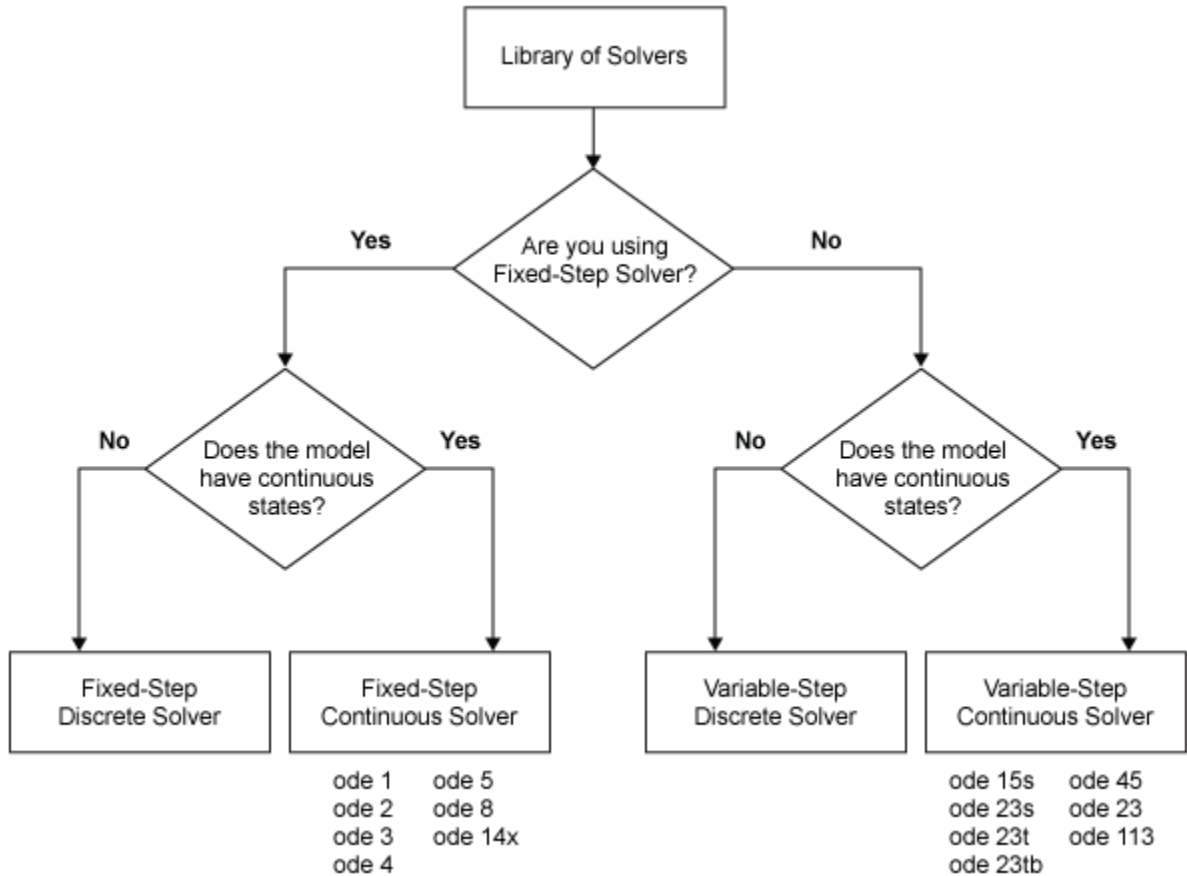 Library of Solvers
Yes
Are you using
Fixed-Step Solver?
No
No
Does the model
have continuous
states?
Yes
No
Does the model
have continuous
states?
Yes
Fixed-Step
Discrete Solver
Fixed-Step
Continuous Solver
Variable-Step
Discrete Solver
Variable-Step
Continuous Solver
ode 1
ode 2
ode 3
ode 4
ode 5
ode 8
ode 14x
ode 15s
ode 23s
ode 23t
ode 23tb
ode 45
ode 23
ode 113